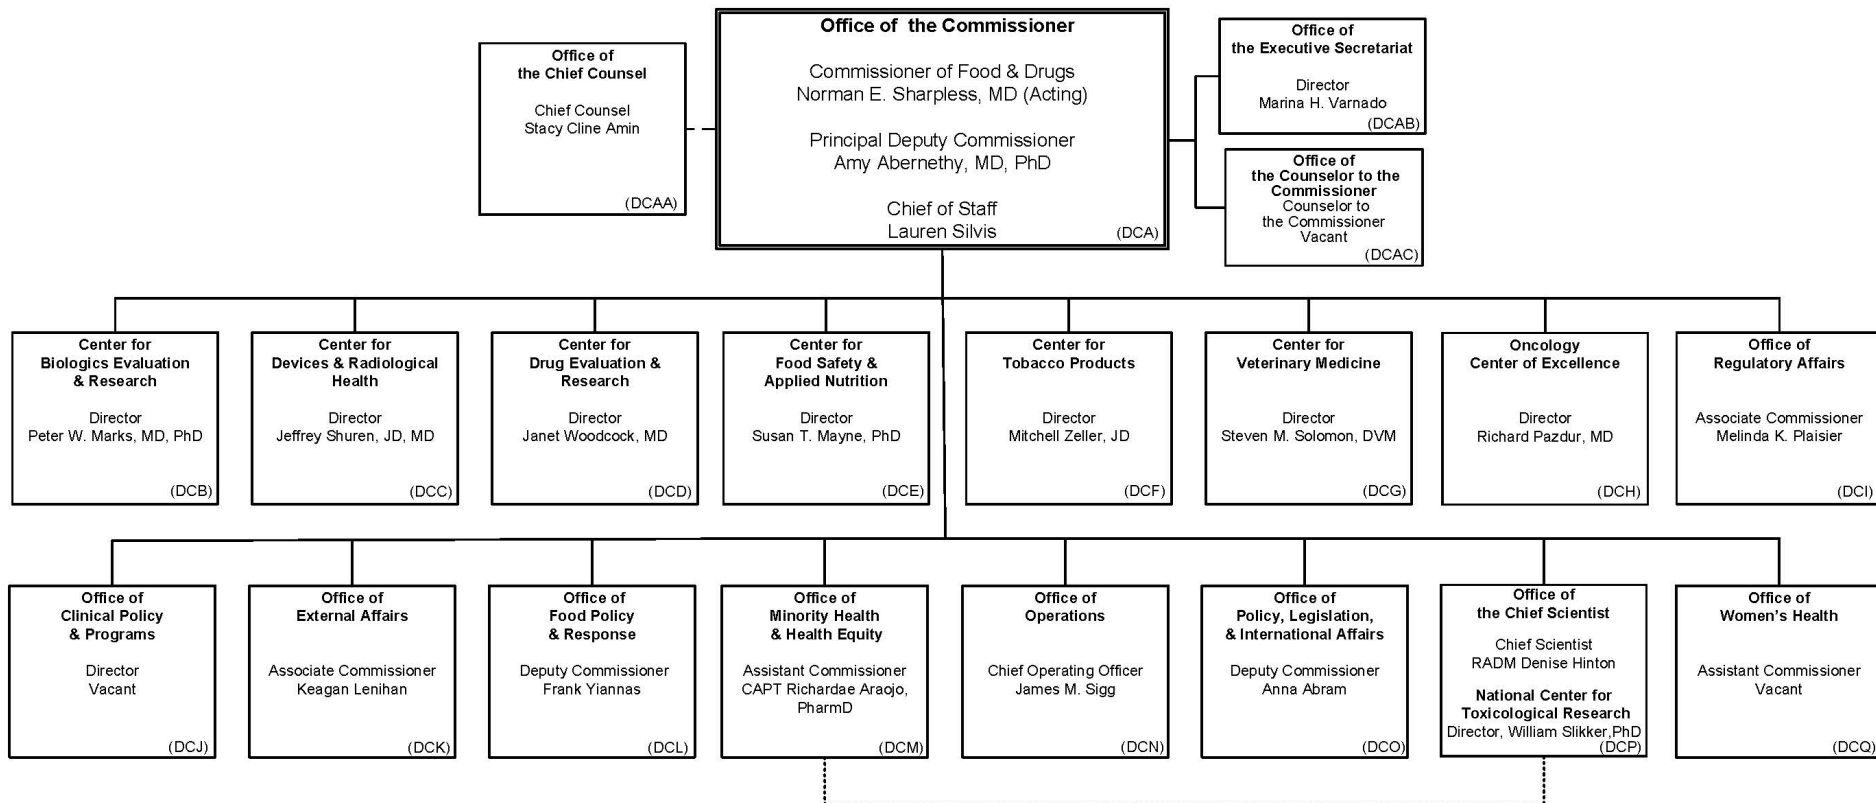 Office of the Commissioner
Commissioner of Food & Drugs
Norman E. Sharpless, MD (Acting)
Principal Deputy Commissioner
Amy Abernethy, MD, PhD
Chief of Staff
Lauren Silvis
(DCA)
Office of
the Chief Counsel
Chief Counsel
Stacy Cline Amin
(DCAA)
Office of
the Executive Secretariat
Director
Marina H. Varnado
(DCAB)
Office of
the Counselor to the
Commissioner
Counselor to
the Commissioner
Vacant
(DCAC)
Center for
Biologics Evaluation
& Research
Director
Peter W. Marks, MD, PhD
(DCB)
Center for
Devices & Radiological
Health
Director
Jeffrey Shuren, JD, MD
(DCC)
Center for
Drug Evaluation &
Research
Director
Janet Woodcock, MD
(DCD)
Center for
Food Safety &
Applied Nutrition
Director
Susan T. Mayne, PhD
(DCE)
Center for
Tobacco Products
Director
Mitchell Zeller, JD
(DCF)
Center for
Veterinary Medicine
Director
Steven M. Solomon, DVM
(DCG)
Oncology
Center of Excellence
Director
Richard Pazdur, MD
(DCH)
Office of
Regulatory Affairs
Associate Commissioner
Melinda K. Plaisier
(DCI)
Office of
Clinical Policy
& Programs
Director
Vacant
(DCJ)
Office of
External Affairs
Associate Commissioner
Keagan Lenihan
(DCK)
Office of
Food Policy
& Response
Deputy Commissioner
Frank Yiannas
(DCL)
Office of
Minority Health
& Health Equity
Assistant Commissioner
CAPT Richardae Araojo,
PharmD
(DCM)
Office of
Operations
Chief Operating Officer
James M. Sigg
(DCN)
Office of
Policy, Legislation,
& International Affairs
Deputy Commissioner
Anna Abram
(DCO)
Office of
the Chief Scientist
Chief Scientist
RADM Denise Hinton
National Center for
Toxicological Research
Director, William Slikker,PhD
(DCP)
Office of
Women's Health
Assistant Commissioner
Vacant
(DCQ)